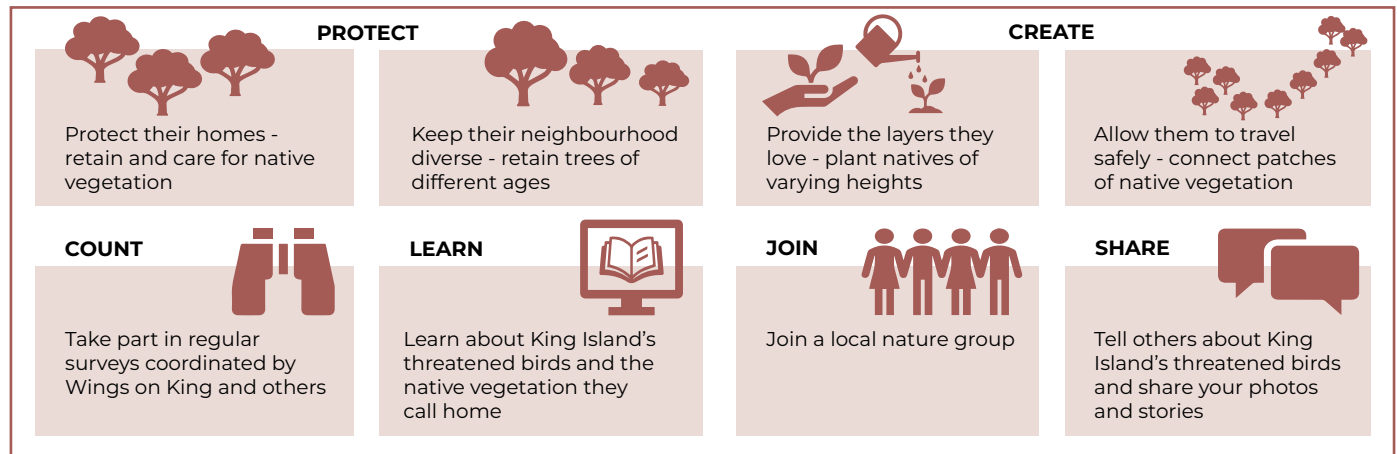 PROTECT
Protect their homes -
retain and care for native
vegetation
Keep their neighbourhood
diverse - retain trees of
different ages
CREATE
Provide the layers they
love - plant natives of
varying heights
Allow them to travel
safely - connect patches
of native vegetation
COUNT
Take part in regular
surveys coordinated by
Wings on King and others
LEARN
Learn about King Island’s
threatened birds and the
native vegetation they
call home
JOIN
Join a local nature group
SHARE
Tell others about King
Island’s threatened birds
and share your photos
and stories